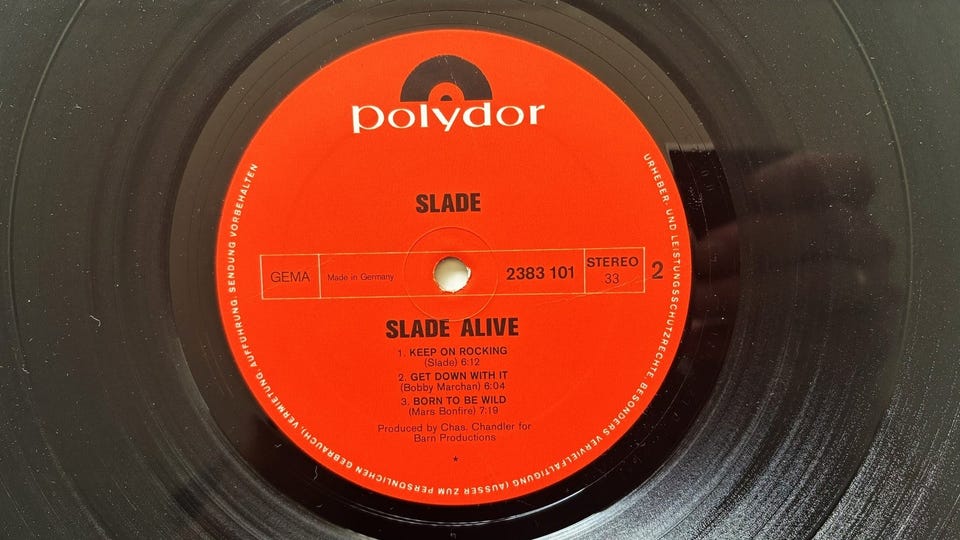 polydor
SLADE
GEMA
Made in Germany
2383 101
STEREO
33
2
SLADE ALIVE
1. KEEP ON ROCKING
(Slade) 6:12
2. GET DOWN WITH IT
(Bobby Marchan) 6:04
3. BORN TO BE WILD
(Mars Bonfire) 7:19
Produced by Chas. Chandler for
Barn Productions
*
URHEBER- UND LEISTUNGSSCHUTZRECHTE BESONDERS VERVIELFÄLTIGUNG (AUSSER ZUM PERSÖNLICHEN GEBRAUCH), VERMIETUNG, AUFFÜHRUNG, SENDUNG VORBEHALTEN